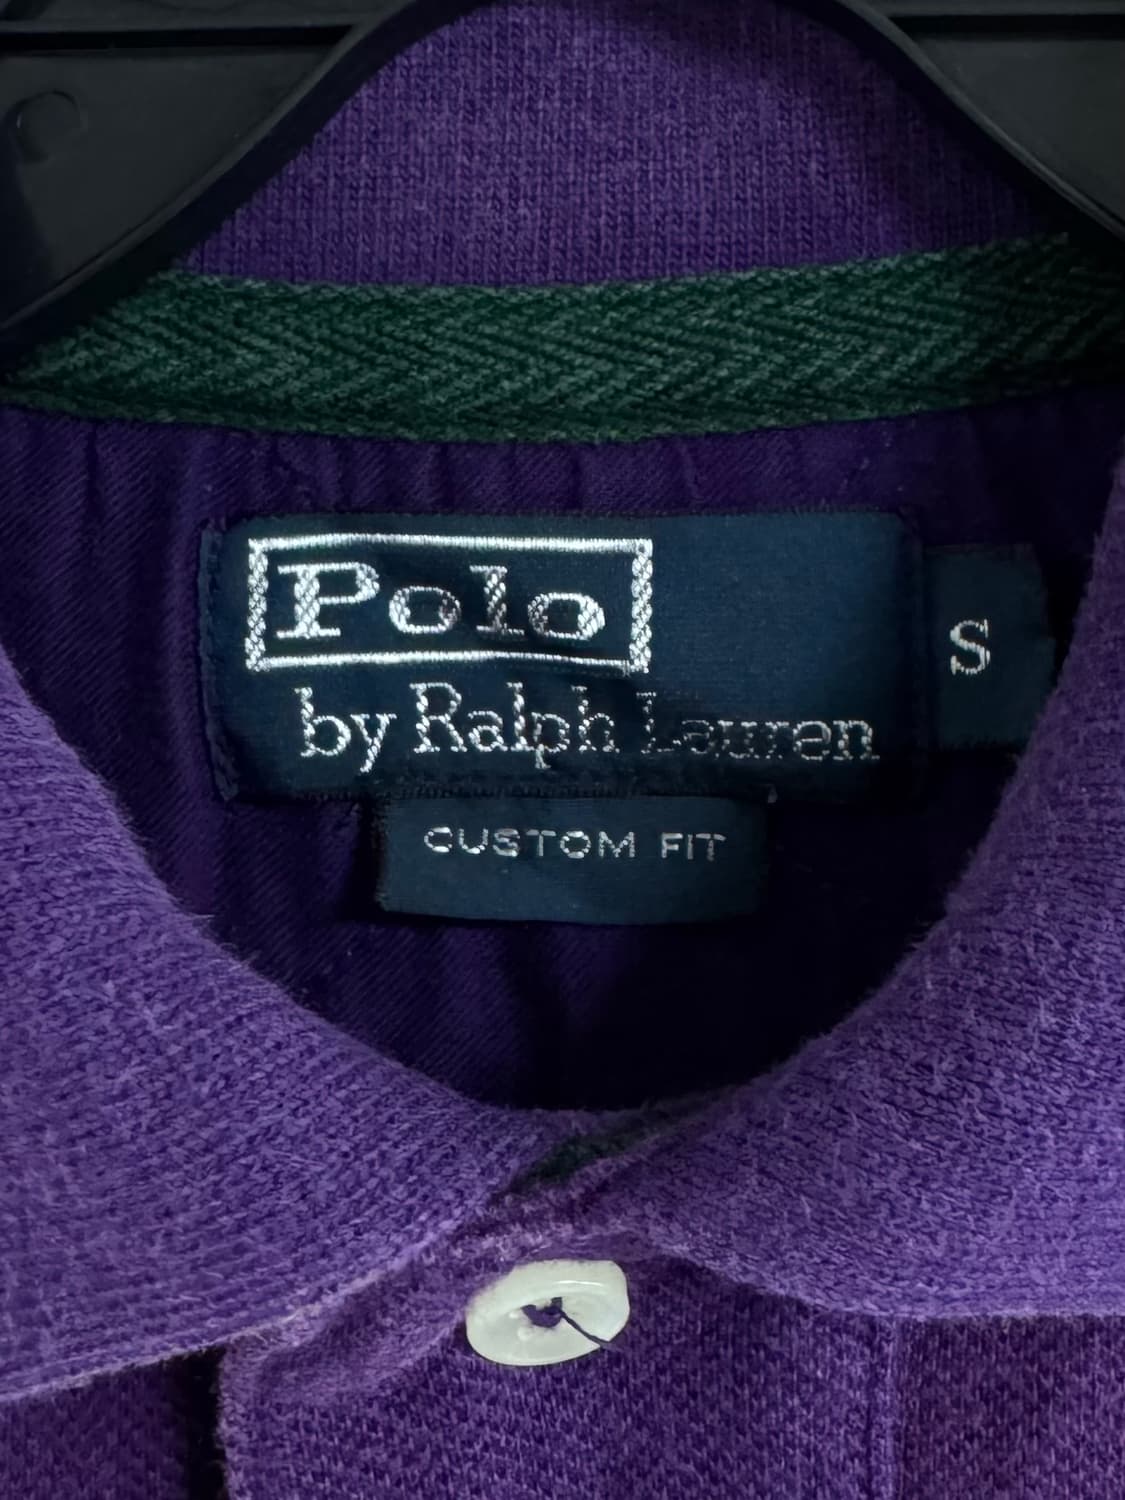 Polo
by Ralph Lauren
S
CUSTOM FIT